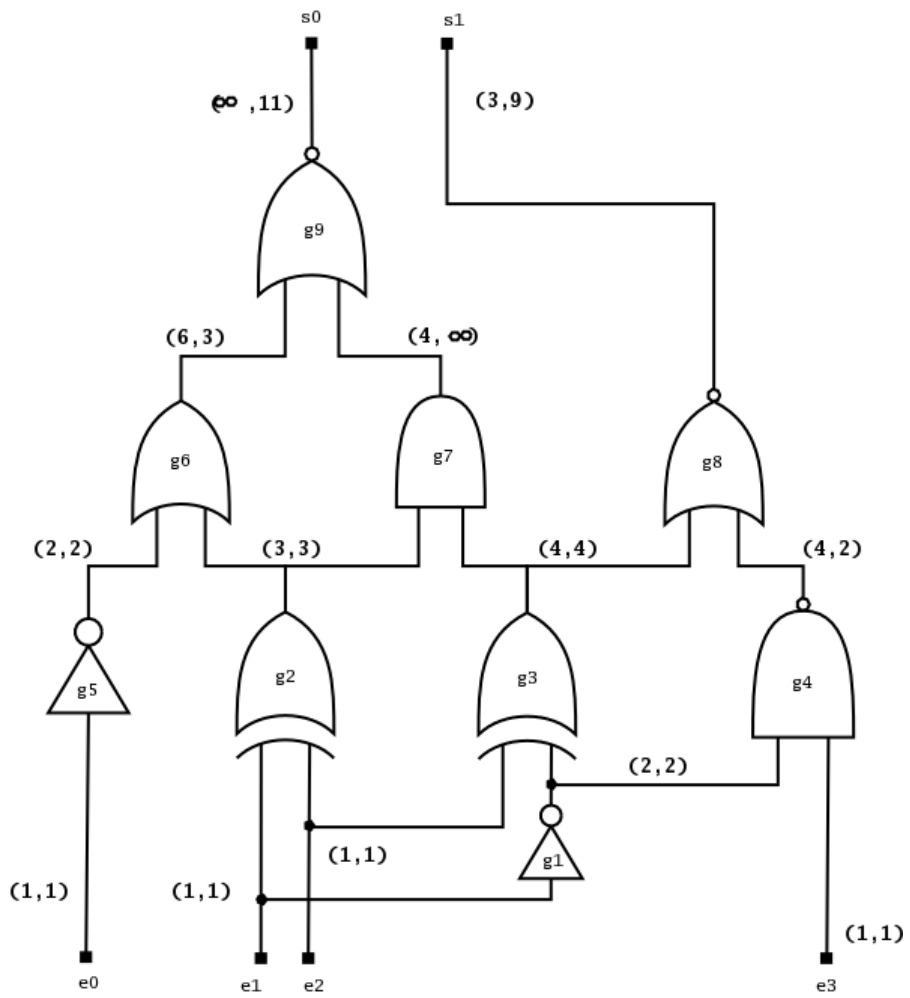 s0
s1
(∞ ,11)
(3,9)
g9
(6,3)
(4, ∞)
g6
g7
g8
(2,2)
(3,3)
(4,4)
(4,2)
g5
g2
g3
g4
(2,2)
(1,1)
g1
(1,1)
(1,1)
(1,1)
e0
e1
e2
e3